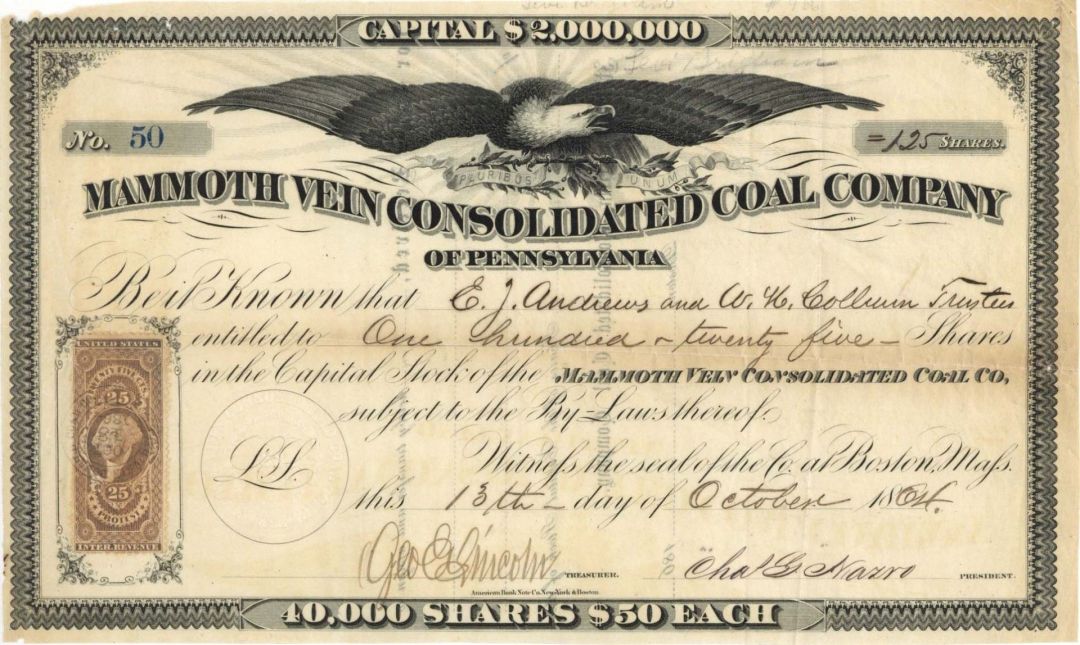 CAPITAL $2,000,000
No. 50
=125 SHARES.
PLURIBUS UNUM
MAMMOTH VEIN CONSOLIDATED COAL COMPANY
OF PENNSYLVANIA
Be it Known that E. J. Andrews and W. H. Trustees
entitled to One hundred & twenty five – Shares
in the Capital Stock of the MAMMOTH VEIN CONSOLIDATED COAL CO,
subject to the By-Laws thereof.
UNITED STATES
TWENTY FIVE CENTS
25
25
PROBATE
INTER. REVENUE
L.S.
Witness the seal of the Co. at Boston, Mass.
this 13th – day of October 1864.
Geo E Lincoln TREASURER.
Chas G Nazro PRESIDENT.
American Bank Note Co. New York & Boston.
40,000 SHARES $50 EACH